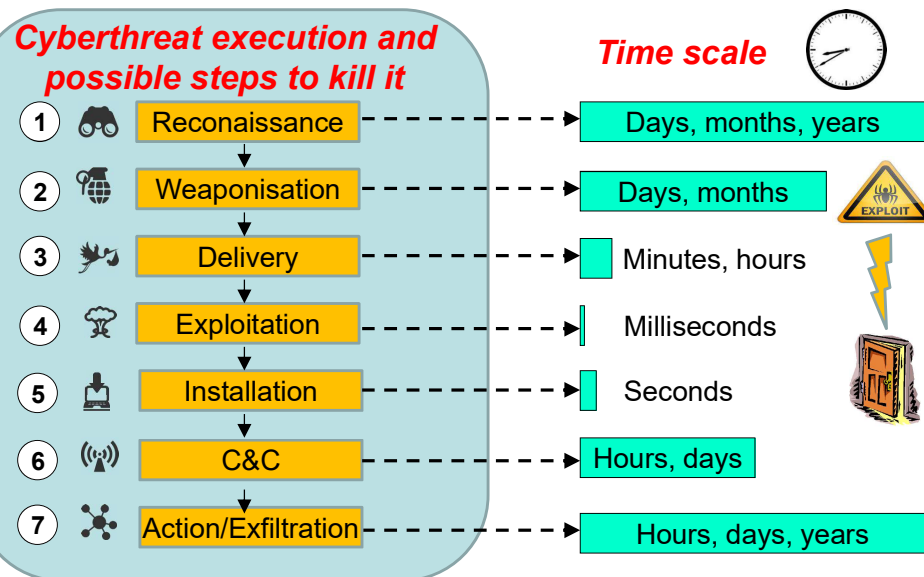 Cyberthreat execution and
possible steps to kill it
Time scale
1 Reconaissance Days, months, years
2 Weaponisation Days, months
EXPLOIT
3 Delivery Minutes, hours
4 Exploitation Milliseconds
5 Installation Seconds
6 C&C Hours, days
7 Action/Exfiltration Hours, days, years